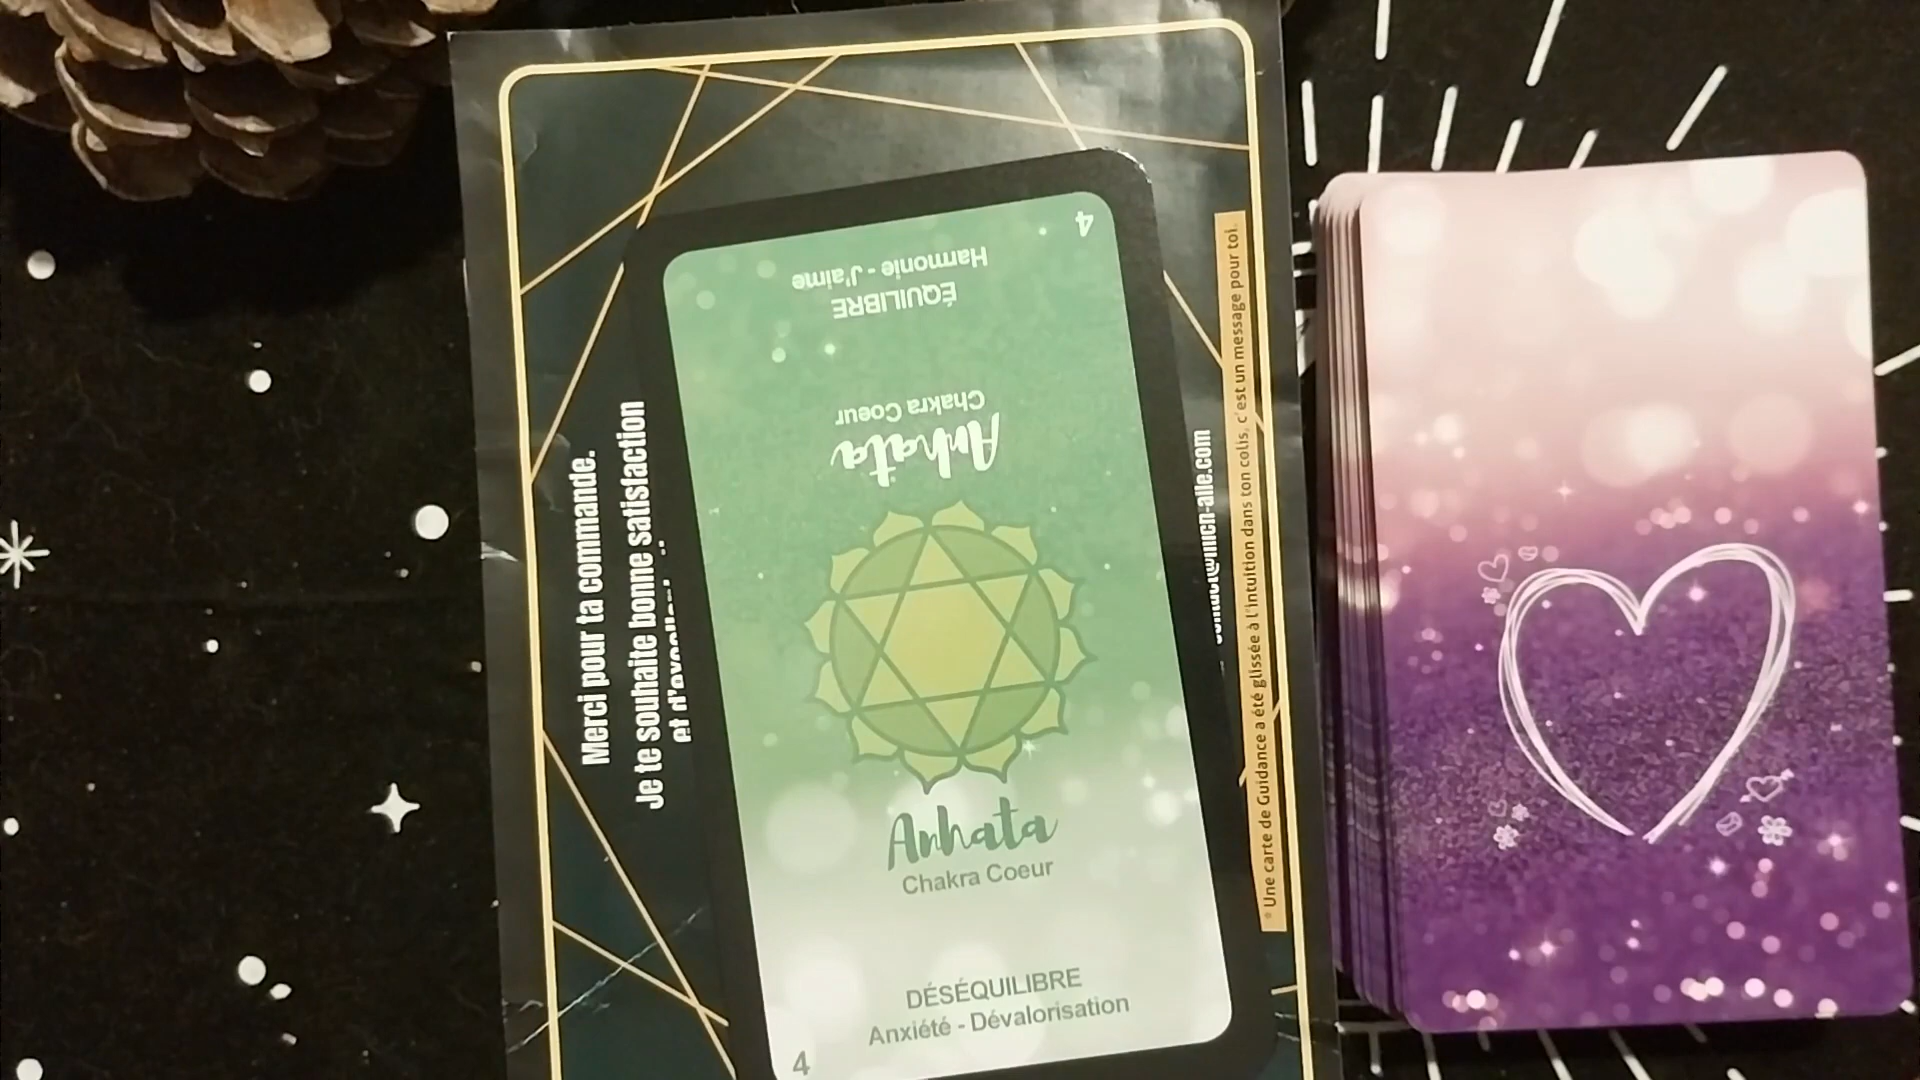 Merci pour ta commande.
Je te souhaite bonne satisfaction
et
4
Harmonie - J'aime
ÉQUILIBRE
Chakra Coeur
Anhata
Anhata
Chakra Coeur
DÉSÉQUILIBRE
Anxiété - Dévalorisation
4
* Une carte de Guidance a été glissée à l'intuition dans ton colis, c'est un message pour toi.